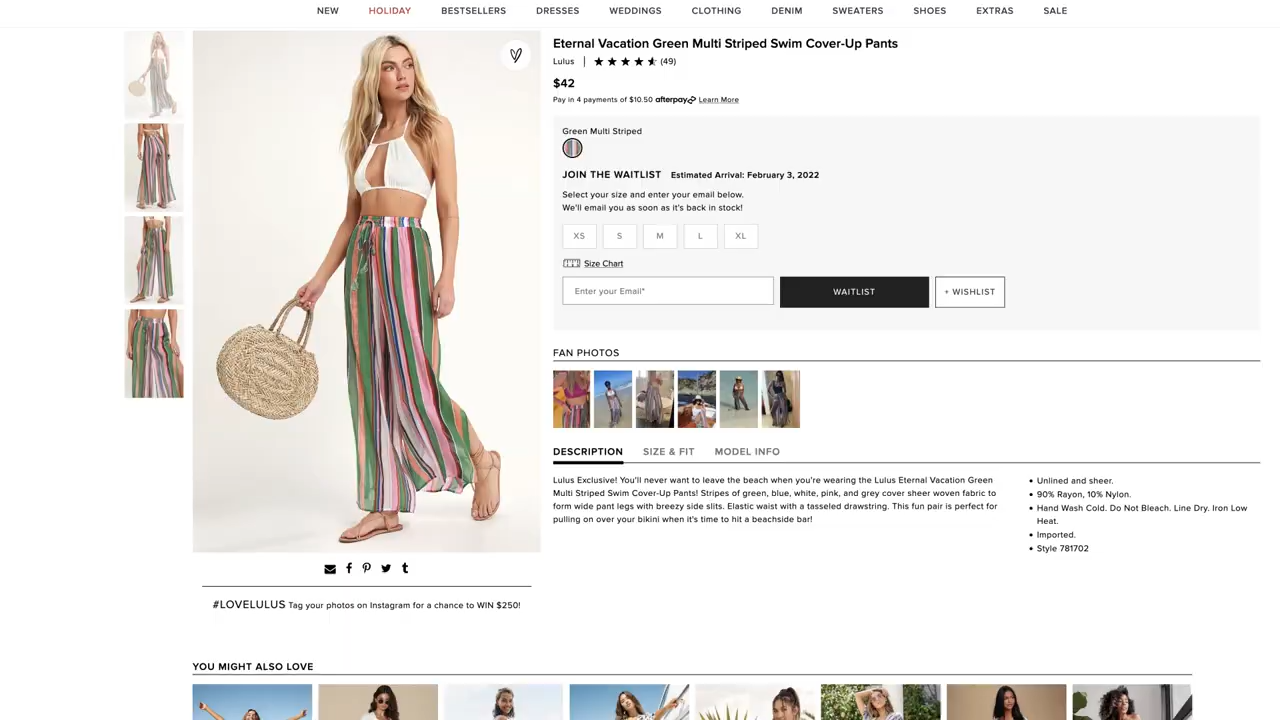 NEW HOLIDAY BESTSELLERS DRESSES WEDDINGS CLOTHING DENIM SWEATERS SHOES EXTRAS SALE
Eternal Vacation Green Multi Striped Swim Cover-Up Pants
Lulus | (49)
$42
Pay in 4 payments of $10.50 afterpay Learn More
Green Multi Striped
JOIN THE WAITLIST Estimated Arrival: February 3, 2022
Select your size and enter your email below.
We'll email you as soon as it's back in stock!
XS S M L XL
Size Chart
Enter your Email*
WAITLIST
+ WISHLIST
FAN PHOTOS
DESCRIPTION SIZE & FIT MODEL INFO
Lulus Exclusive! You'll never want to leave the beach when you're wearing the Lulus Eternal Vacation Green
Multi Striped Swim Cover-Up Pants! Stripes of green, blue, white, pink, and grey cover sheer woven fabric to
form wide pant legs with breezy side slits. Elastic waist with a tasseled drawstring. This fun pair is perfect for
pulling on over your bikini when it's time to hit a beachside bar!
• Unlined and sheer.
• 90% Rayon, 10% Nylon.
• Hand Wash Cold. Do Not Bleach. Line Dry. Iron Low
Heat.
• Imported.
• Style 781702
#LOVELULUS Tag your photos on Instagram for a chance to WIN $250!
YOU MIGHT ALSO LOVE